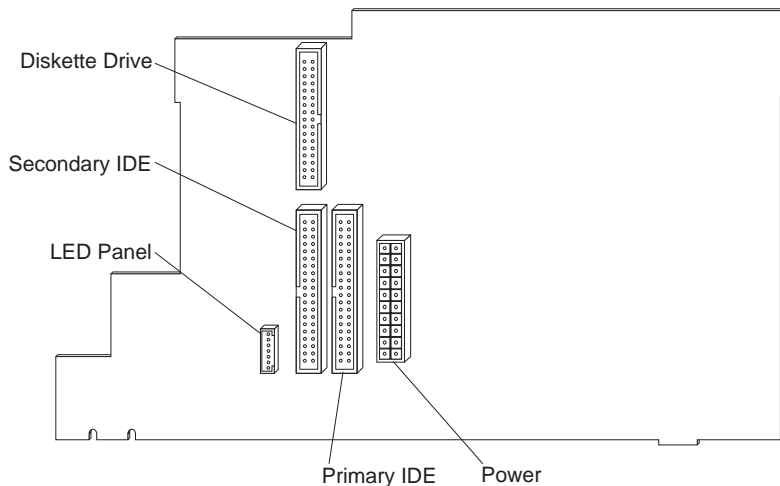 Diskette Drive
Secondary IDE
LED Panel
Primary IDE
Power